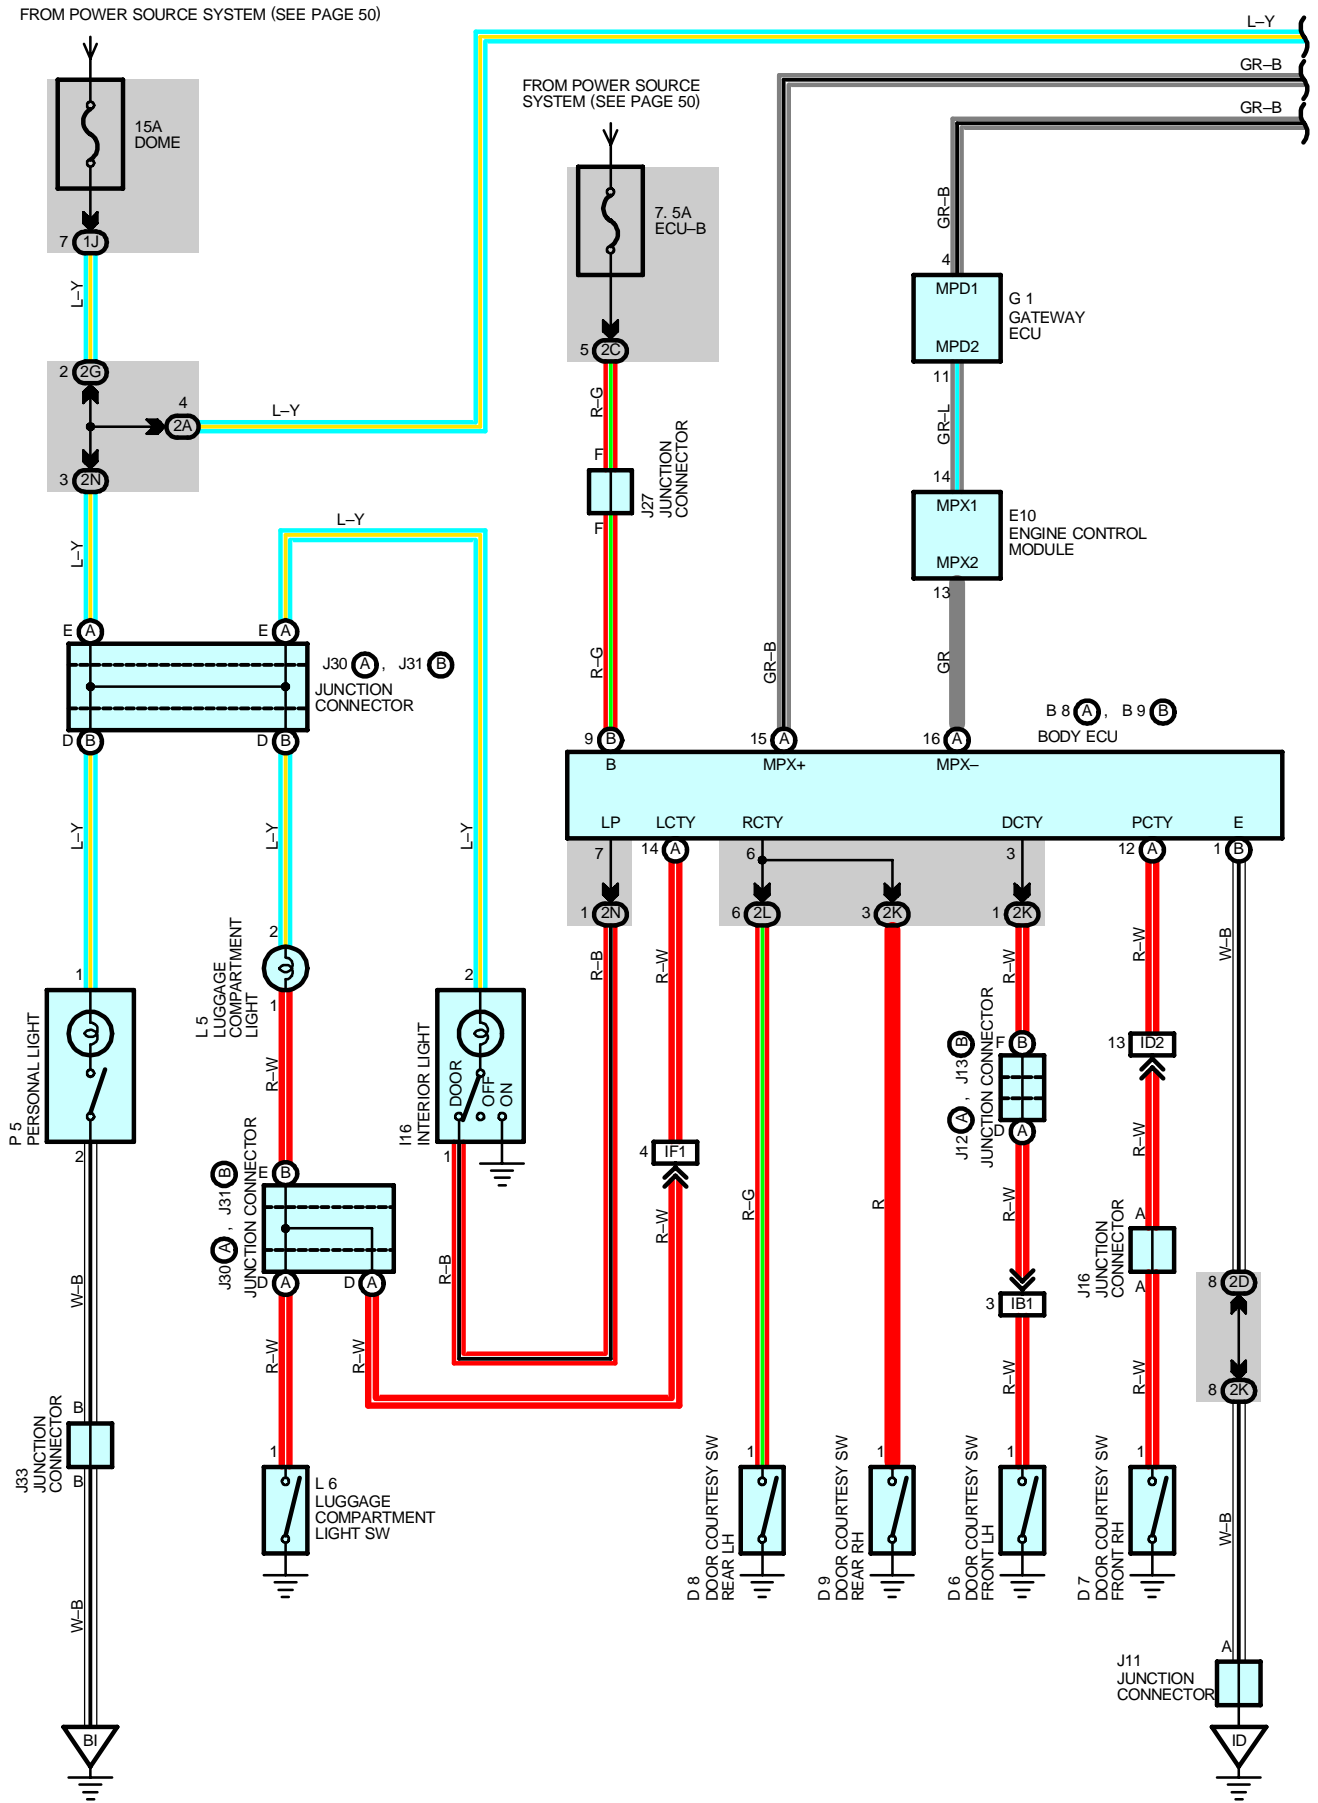 FROM POWER SOURCE SYSTEM (SEE PAGE 50)
L–Y
GR–B
FROM POWER SOURCE
SYSTEM (SEE PAGE 50)
GR–B
15A
DOME
7 1J
7. 5A
ECU–B
GR–B
4
MPD1
G 1
GATEWAY
ECU
MPD2
L–Y
5 2C
11
2 2G
4
2A
L–Y
R–G
GR–L
3 2N
F
J27
JUNCTION
CONNECTOR
F
14
MPX1
E10
ENGINE CONTROL
MODULE
MPX2
13
L–Y
L–Y
E A
E A
J30 A , J31 B
JUNCTION
CONNECTOR
R–G
GR–B
GR
D B
D B
B 8 A , B 9 B
BODY ECU
9 B
15 A
16 A
B
MPX+
MPX–
LP
LCTY
RCTY
DCTY
PCTY
E
L–Y
L–Y
L–Y
7
14 A
6
3
12 A
1 B
1 2N
6 2L
3 2K
1 2K
R–B
R–W
R–W
R–W
W–B
1
P 5
PERSONAL LIGHT
2
2
L 5
LUGGAGE
COMPARTMENT
LIGHT
1
R–W
2
I16
INTERIOR LIGHT
DOOR
OFF
ON
1
J12 A , J13 B
JUNCTION CONNECTOR
F B
D A
13 ID2
4 IF1
R–W
J30 A , J31 B
JUNCTION CONNECTOR
E B
D A
D A
R–B
R–W
R–G
R
R–W
A
J16
JUNCTION
CONNECTOR
A
W–B
3 IB1
8 2D
8 2K
R–W
R–W
R–W
R–W
B
J33
JUNCTION
CONNECTOR
B
1
L 6
LUGGAGE
COMPARTMENT
LIGHT SW
1
D 8
DOOR COURTESY SW
REAR LH
1
D 9
DOOR COURTESY SW
REAR RH
1
D 6
DOOR COURTESY SW
FRONT LH
1
D 7
DOOR COURTESY SW
FRONT RH
W–B
W–B
A
J11
JUNCTION
CONNECTOR
BI
ID